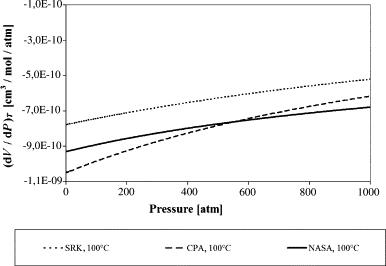 -1,0E-10
-3,0E-10
-5,0E-10
-7,0E-10
-9,0E-10
-1,1E-09
(dV / dP)T [cm3 / mol / atm]
0 200 400 600 800 1000
Pressure [atm]
SRK, 100°C CPA, 100°C NASA, 100°C